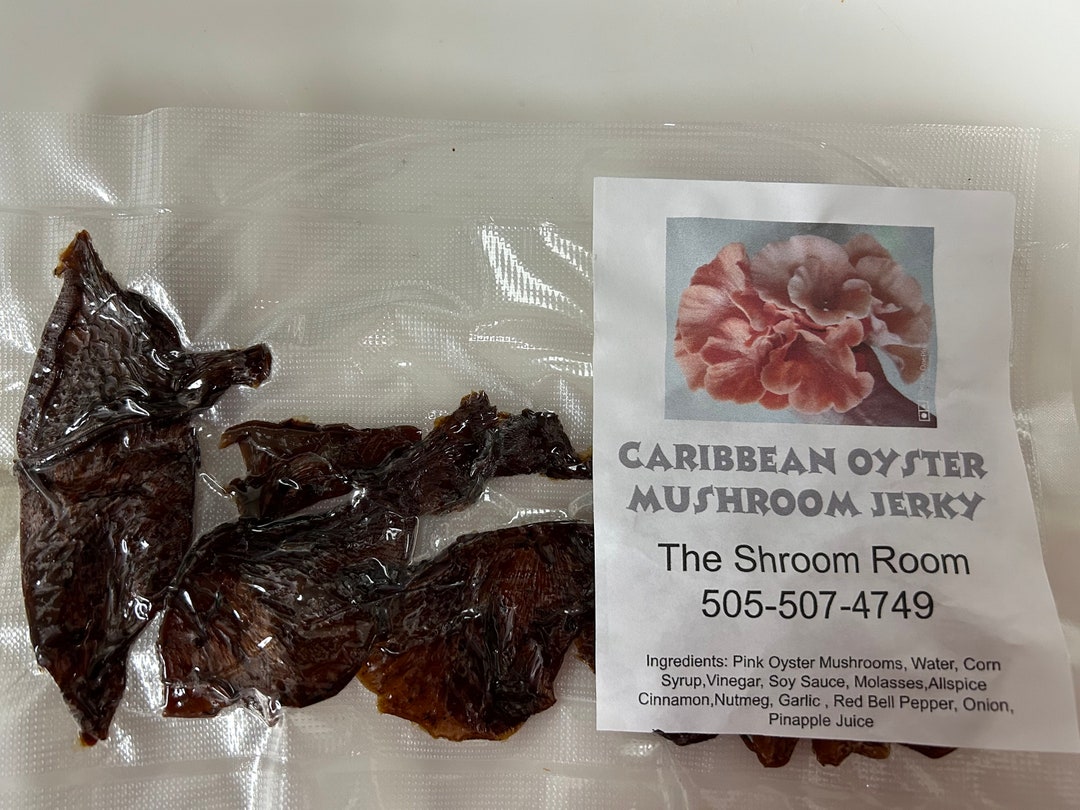 CARIBBEAN OYSTER
MUSHROOM JERKY
The Shroom Room
505-507-4749
Ingredients: Pink Oyster Mushrooms, Water, Corn
Syrup,Vinegar, Soy Sauce, Molasses,Allspice
Cinnamon,Nutmeg, Garlic , Red Bell Pepper, Onion,
Pinapple Juice